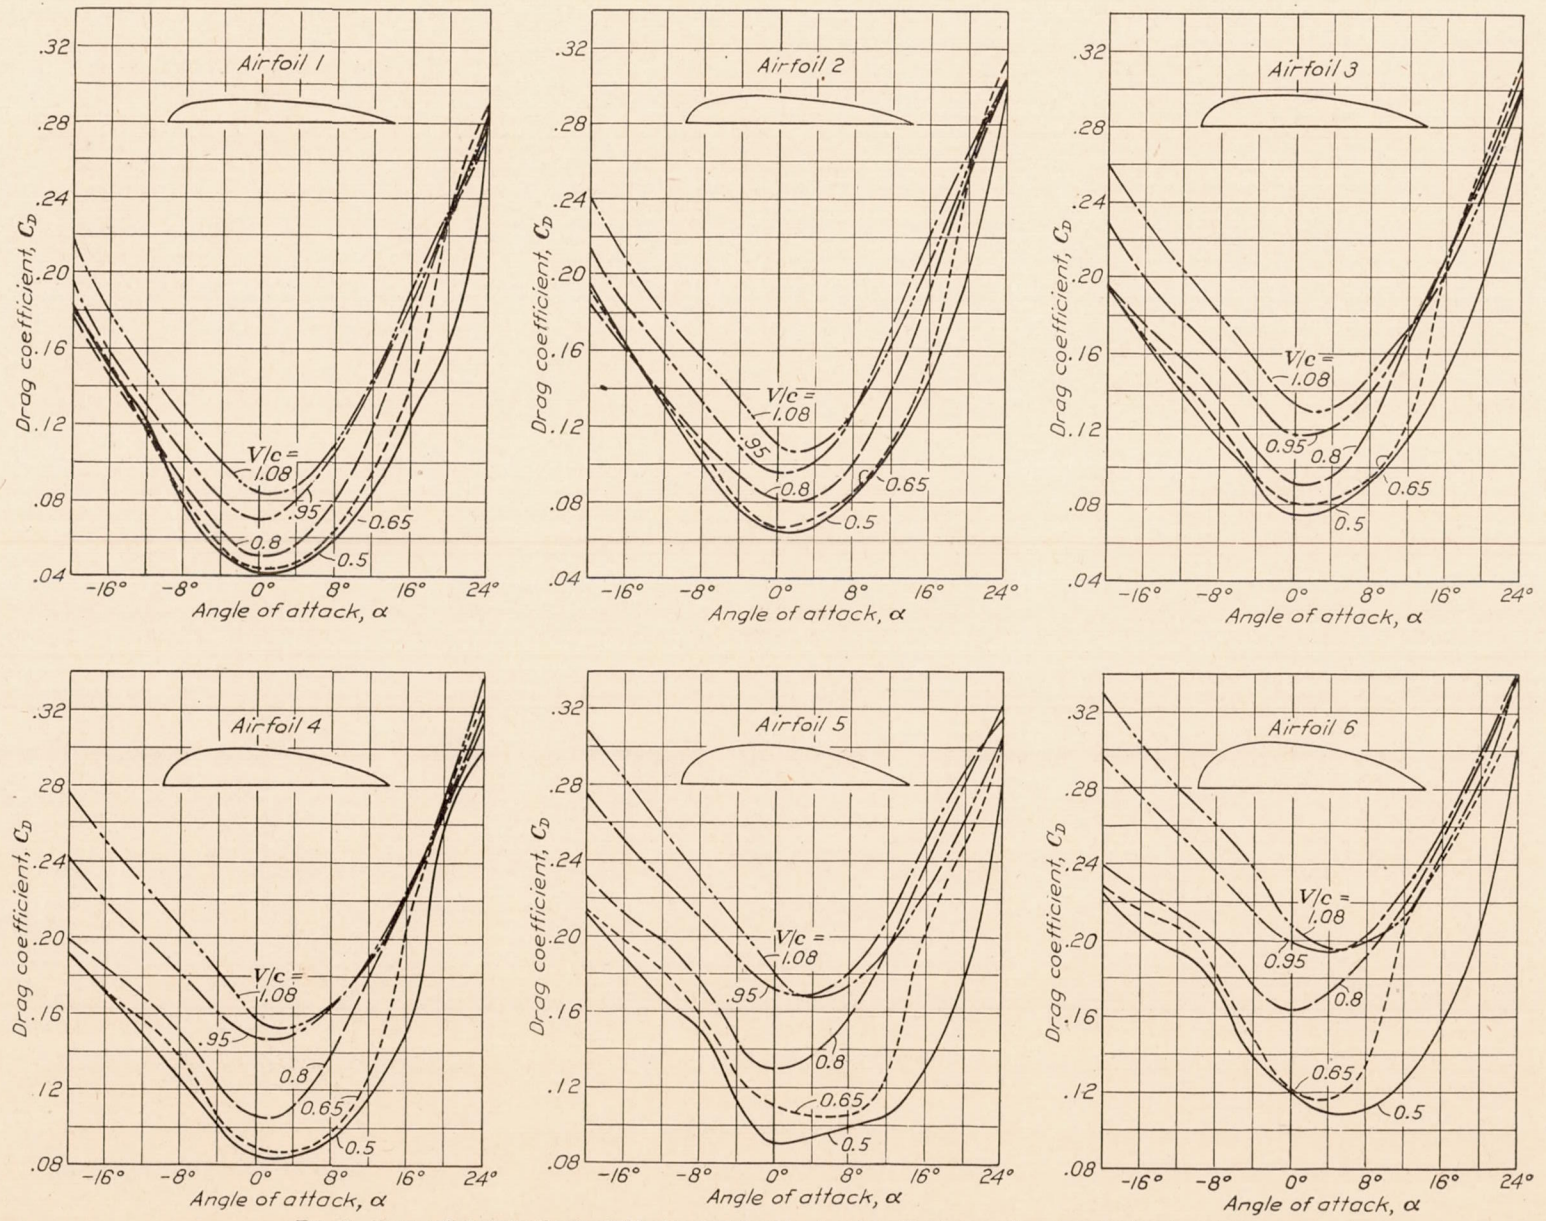 Airfoil 1
.32
.28
.24
.20
.16
.12
.08
.04
Drag coefficient, C_D
V/c =
1.08
.95
0.8
0.65
0.5
-16° -8° 0° 8° 16° 24°
Angle of attack, α
Airfoil 2
.32
.28
.24
.20
.16
.12
.08
.04
Drag coefficient, C_D
V/c =
1.08
.95
0.8
0.65
0.5
-16° -8° 0° 8° 16° 24°
Angle of attack, α
Airfoil 3
.32
.28
.24
.20
.16
.12
.08
.04
Drag coefficient, C_D
V/c =
1.08
0.95
0.8
0.65
0.5
-16° -8° 0° 8° 16° 24°
Angle of attack, α
Airfoil 4
.32
.28
.24
.20
.16
.12
.08
Drag coefficient, C_D
V/c =
1.08
.95
0.8
0.65
0.5
-16° -8° 0° 8° 16° 24°
Angle of attack, α
Airfoil 5
.32
.28
.24
.20
.16
.12
.08
Drag coefficient, C_D
V/c =
1.08
.95
0.8
0.65
0.5
-16° -8° 0° 8° 16° 24°
Angle of attack, α
Airfoil 6
.32
.28
.24
.20
.16
.12
.08
Drag coefficient, C_D
V/c =
1.08
0.95
0.8
0.65
0.5
-16° -8° 0° 8° 16° 24°
Angle of attack, α